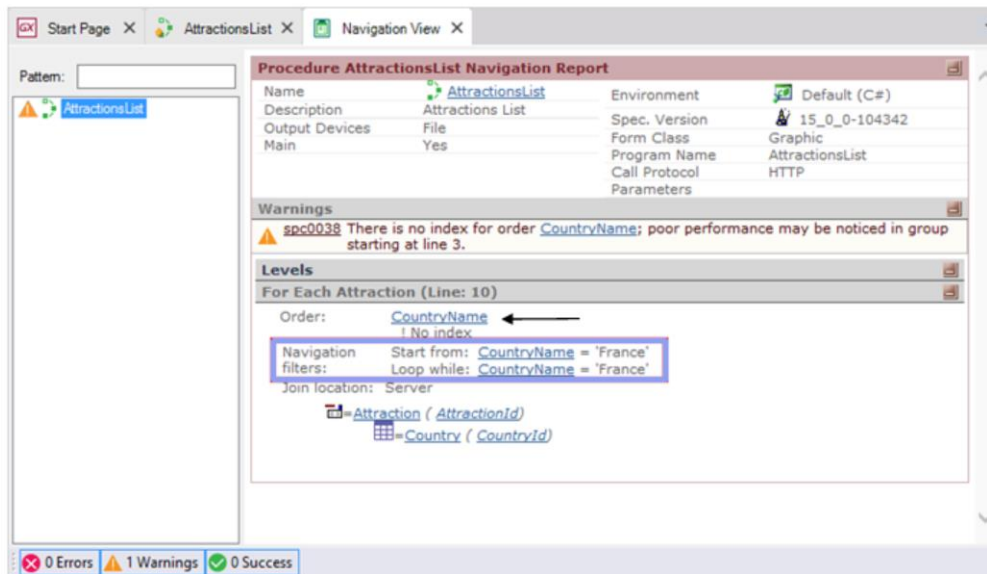 Start Page X AttractionsList X Navigation View X
Pattern:
AttractionsList
Procedure AttractionsList Navigation Report
Name AttractionsList
Description Attractions List
Output Devices File
Main Yes
Environment Default (C#)
Spec. Version 15_0_0-104342
Form Class Graphic
Program Name AttractionsList
Call Protocol HTTP
Parameters
Warnings
spc0038 There is no index for order CountryName; poor performance may be noticed in group
starting at line 3.
Levels
For Each Attraction (Line: 10)
Order: CountryName
! No index
Navigation Start from: CountryName = 'France'
filters: Loop while: CountryName = 'France'
Join location: Server
=Attraction ( AttractionId)
=Country ( CountryId)
0 Errors 1 Warnings 0 Success